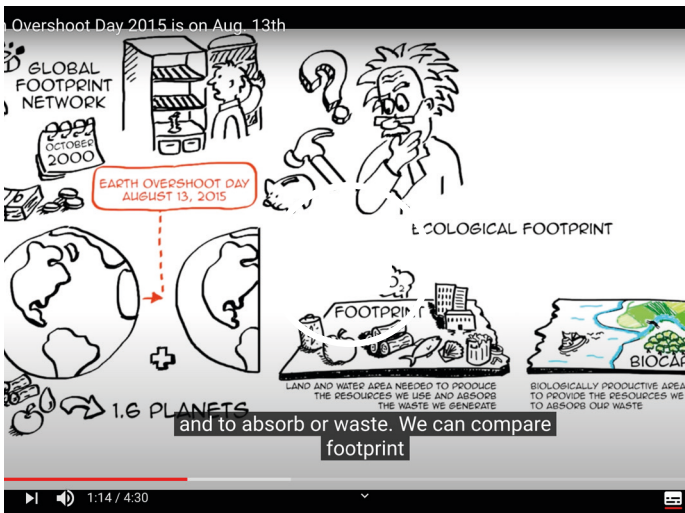 Overshoot Day 2015 is on Aug. 13th
GLOBAL
FOOTPRINT
NETWORK
OCTOBER
2000
EARTH OVERSHOOT DAY
AUGUST 13, 2015
COLOGICAL FOOTPRINT
FOOTPRIN
LAND AND WATER AREA NEEDED TO PRODUCE
THE RESOURCES WE USE AND ABSORB
THE WASTE WE GENERATE
BIOCAP
BIOLOGICALLY PRODUCTIVE AREA
TO PROVIDE THE RESOURCES WE
TO ABSORB OUR WASTE
1.6 PLANETS
and to absorb or waste. We can compare
footprint
1:14 / 4:30